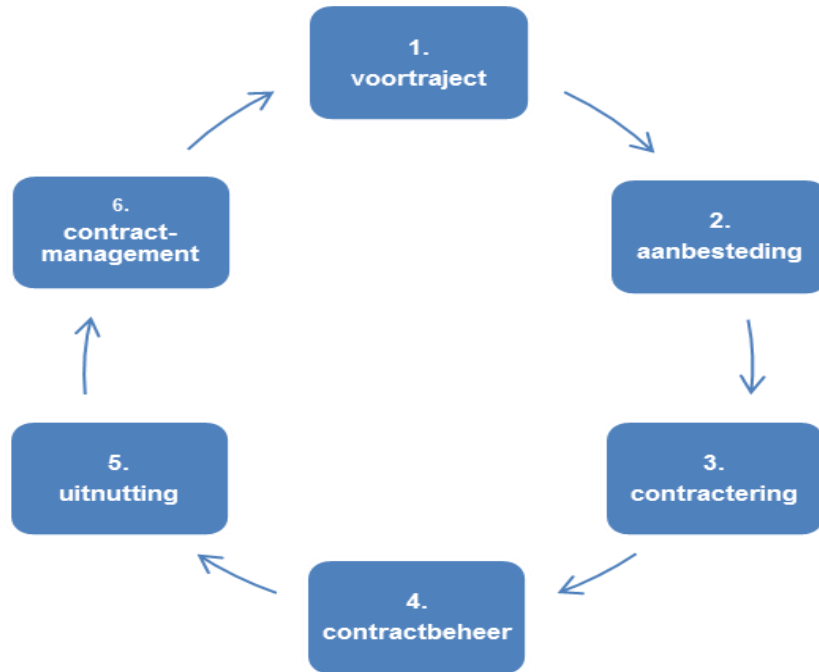 1.
voortraject
2.
aanbesteding
3.
contractering
4.
contractbeheer
5.
uitnutting
6.
contract-
management